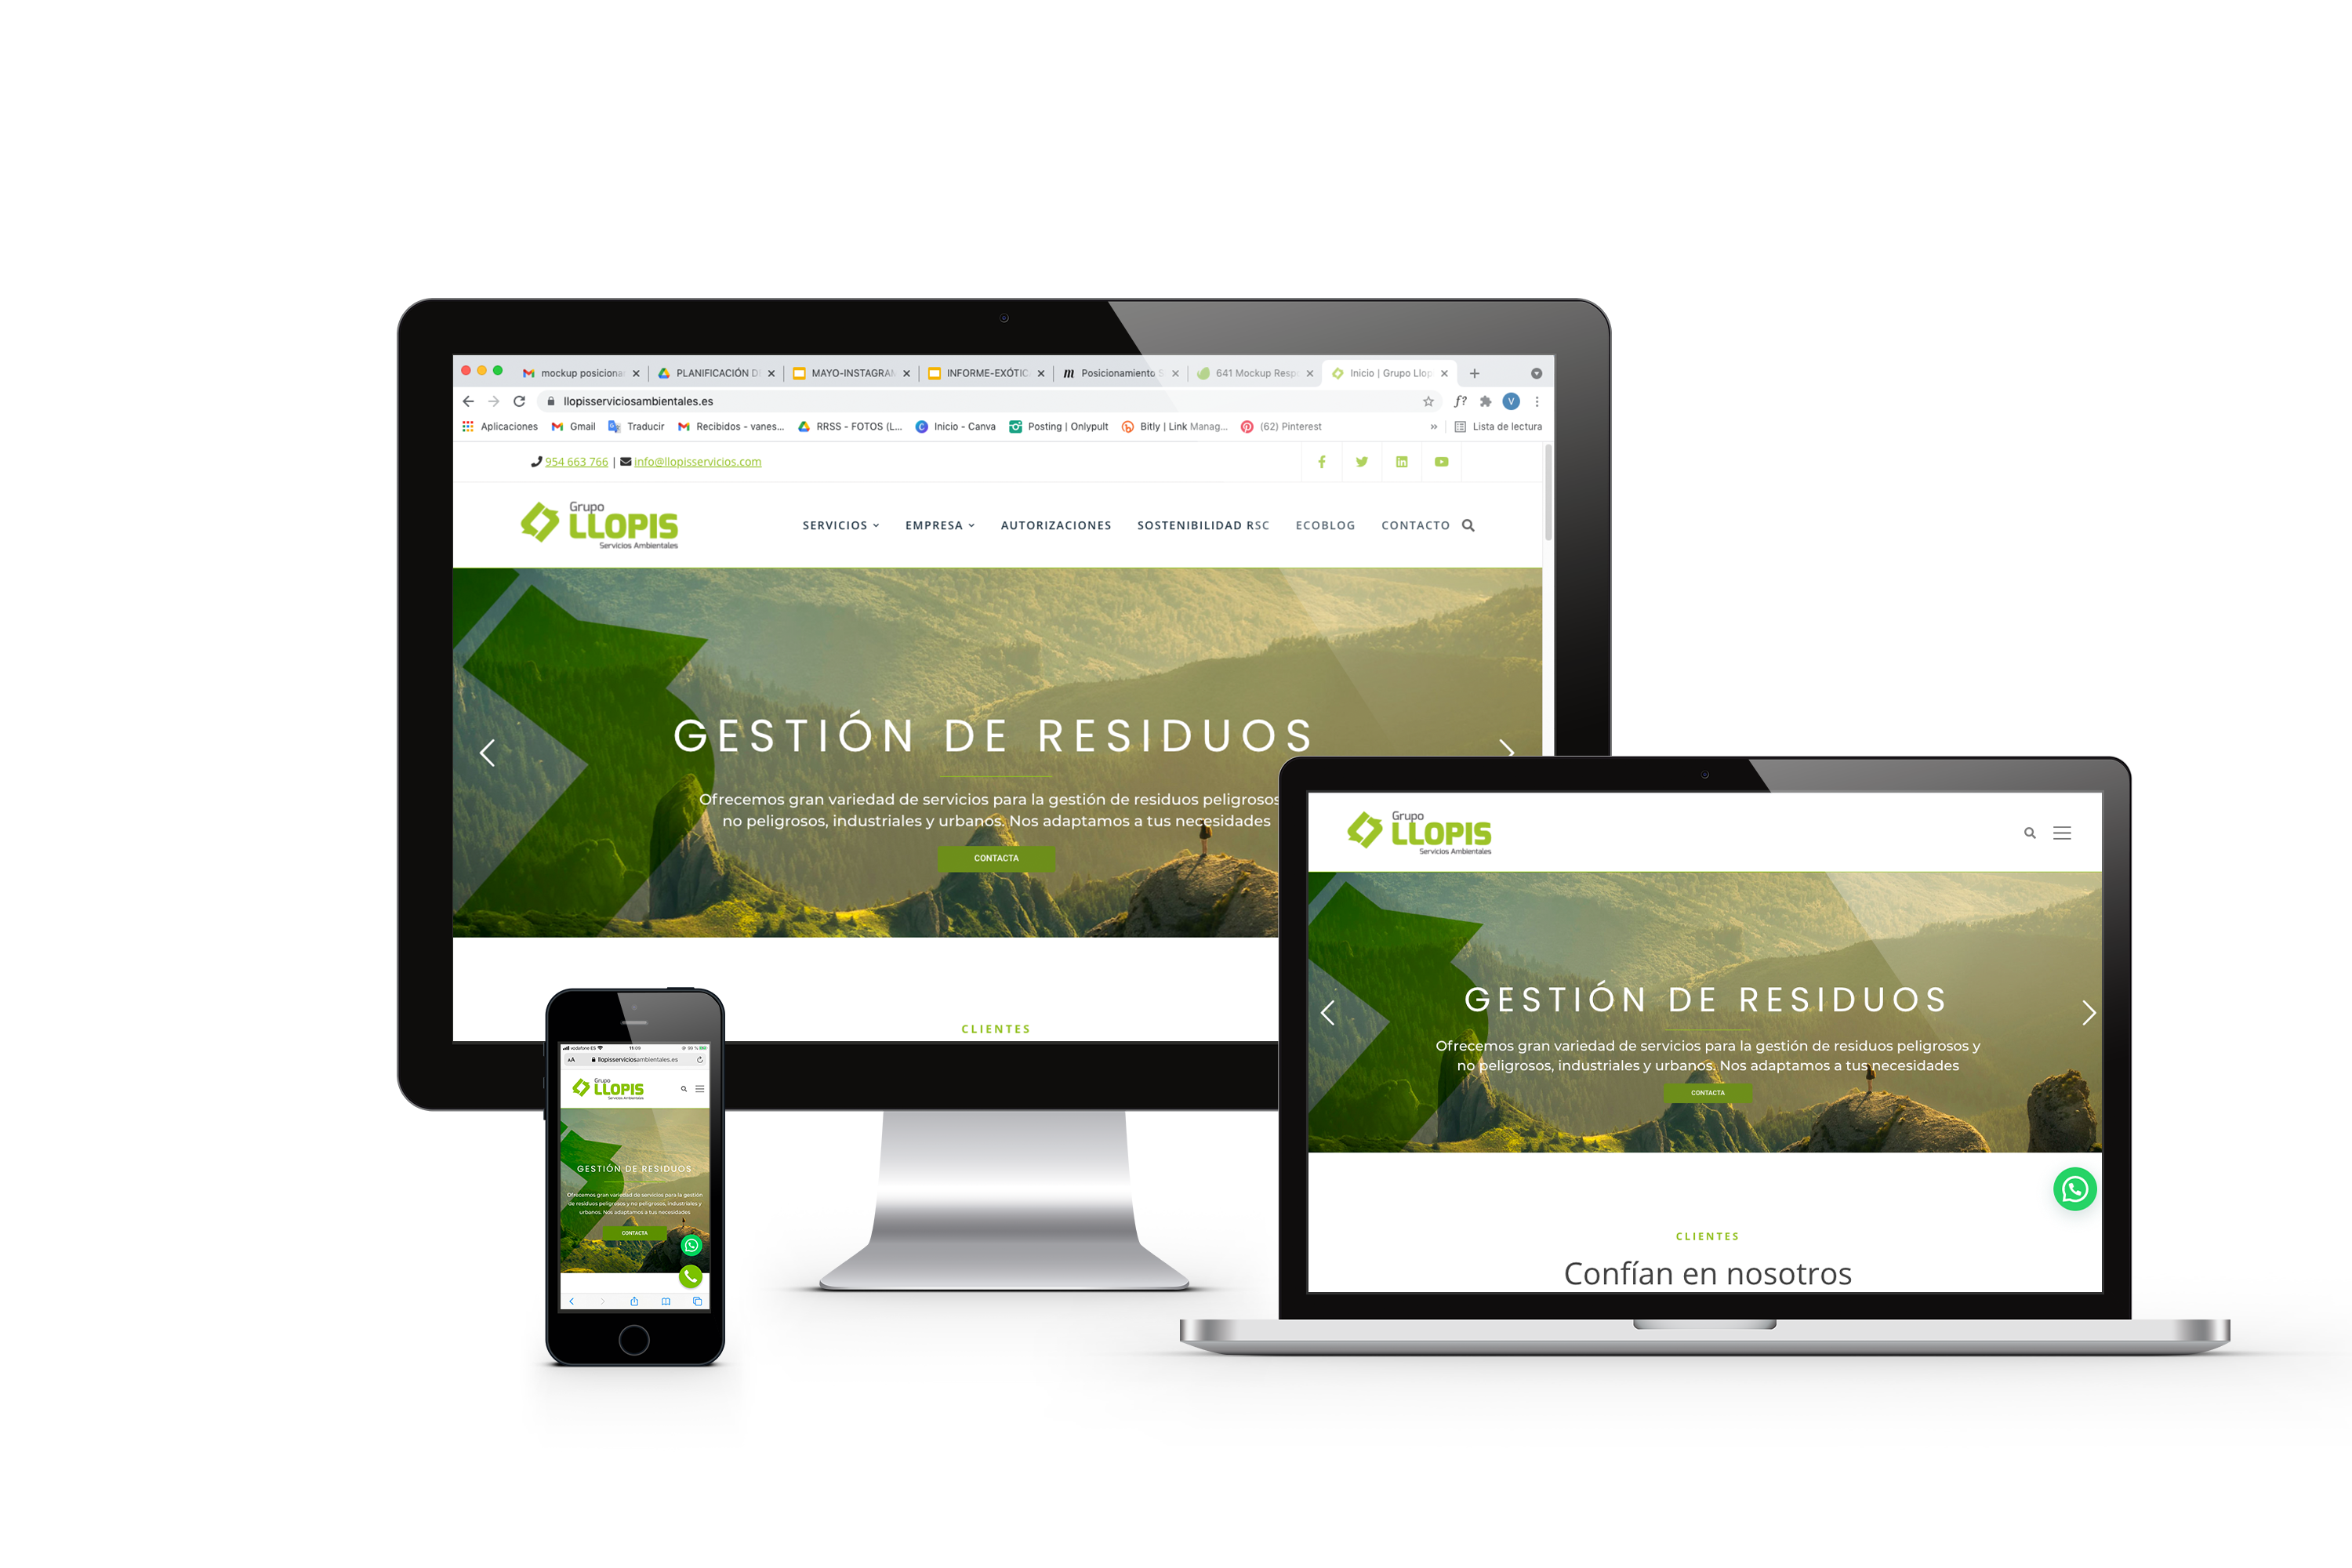 mockup posiciona
PLANIFICACIÓN D
MAYO-INSTAGRAM
INFORME-EXÓTIC
Posicionamiento S
641 Mockup Resp
Inicio | Grupo Llop
llopisserviciosambientales.es
V
Aplicaciones
Gmail
Traducir
Recibidos - vanes...
RRSS - FOTOS (L...
Inicio - Canva
Posting | Onlypult
Bitly | Link Manag...
(62) Pinterest
Lista de lectura
954 663 766 | info@llopisservicios.com
Grupo
LLOPIS
Servicios Ambientales
SERVICIOS EMPRESA AUTORIZACIONES SOSTENIBILIDAD RSC ECOBLOG CONTACTO
GESTIÓN DE RESIDUOS
Ofrecemos gran variedad de servicios para la gestión de residuos peligrosos
no peligrosos, industriales y urbanos. Nos adaptamos a tus necesidades
CONTACTA
CLIENTES
Grupo
LLOPIS
Servicios Ambientales
GESTIÓN DE RESIDUOS
Ofrecemos gran variedad de servicios para la gestión de residuos peligrosos y
no peligrosos, industriales y urbanos. Nos adaptamos a tus necesidades
CONTACTA
CLIENTES
Confían en nosotros
vodafone ES 11:09 99 %
AA llopisserviciosambientales.es
Grupo
LLOPIS
Servicios Ambientales
GESTIÓN DE RESIDUOS
Ofrecemos gran variedad de servicios para la gestión
de residuos peligrosos y no peligrosos, industriales y
urbanos. Nos adaptamos a tus necesidades
CONTACTA